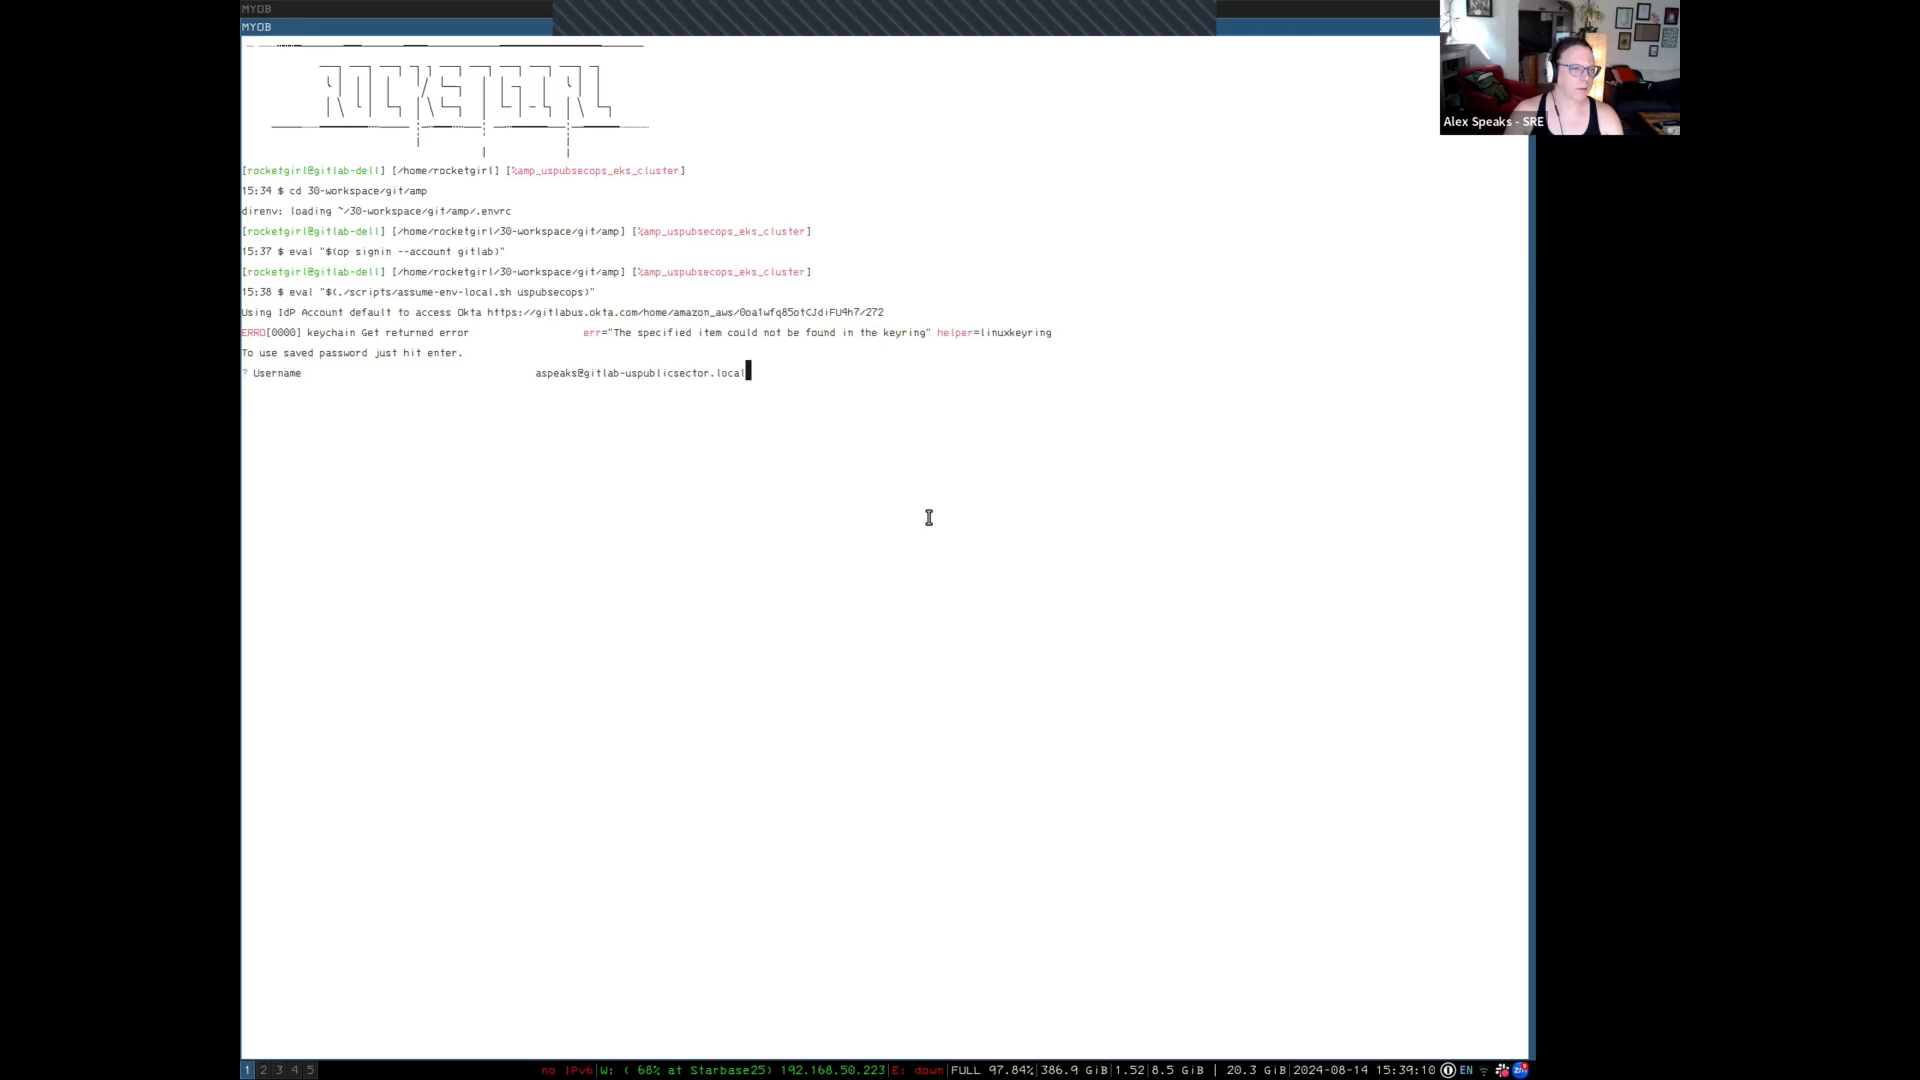 MYOB
MYOB
ROCKETGIRL
Alex Speaks - SRE
[rocketgirl@gitlab-dell] [/home/rocketgirl] [%amp_uspubsecops_eks_cluster]
15:34 $ cd 30-workspace/git/amp
direnv: loading ~/30-workspace/git/amp/.envrc
[rocketgirl@gitlab-dell] [/home/rocketgirl/30-workspace/git/amp] [%amp_uspubsecops_eks_cluster]
15:37 $ eval "$(op signin --account gitlab)"
[rocketgirl@gitlab-dell] [/home/rocketgirl/30-workspace/git/amp] [%amp_uspubsecops_eks_cluster]
15:38 $ eval "$(./scripts/assume-env-local.sh uspubsecops)"
Using IdP Account default to access Okta https://gitlabus.okta.com/home/amazon_aws/0oa1wfq85otCJdiFU4h7/272
ERRO[0000] keychain Get returned error err="The specified item could not be found in the keyring" helper=linuxkeyring
To use saved password just hit enter.
? Username aspeaks@gitlab-uspublicsector.local
1 2 3 4 5 no IPv6|W: ( 68% at Starbase25) 192.168.50.223|E: down|FULL 97.84%|386.9 GiB|1.52|8.5 GiB | 20.3 GiB|2024-08-14 15:39:10 EN zm